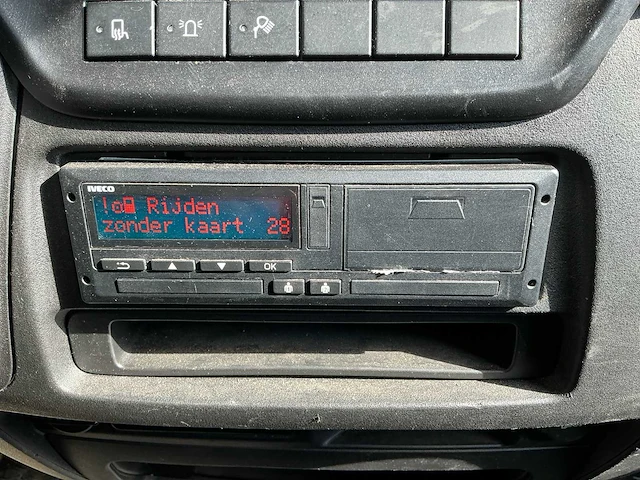 IVECO
! Rijden
zonder kaart 28
OK